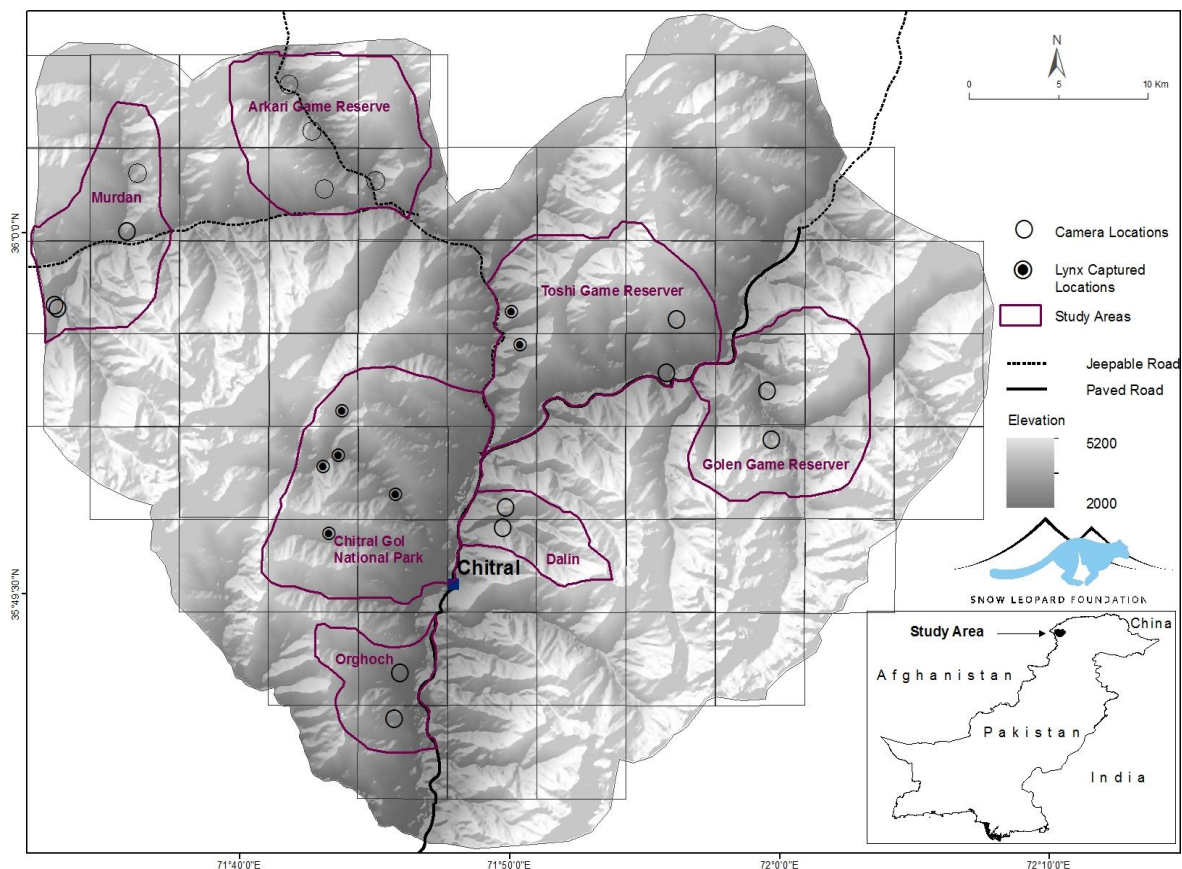 N
0
5
10 Km
Arkari Game Reserve
Murdan
36°0'0"N
Toshi Game Reserver
Camera Locations
Lynx Captured
Locations
Study Areas
Jeepable Road
Paved Road
Elevation
5200
2000
Golen Game Reserver
Chitral Gol
National Park
Dalin
Chitral
35°49'30"N
Orghoch
SNOW LEOPARD FOUNDATION
Study Area
China
Afghanistan
Pakistan
India
71°40'0"E
71°50'0"E
72°0'0"E
72°10'0"E